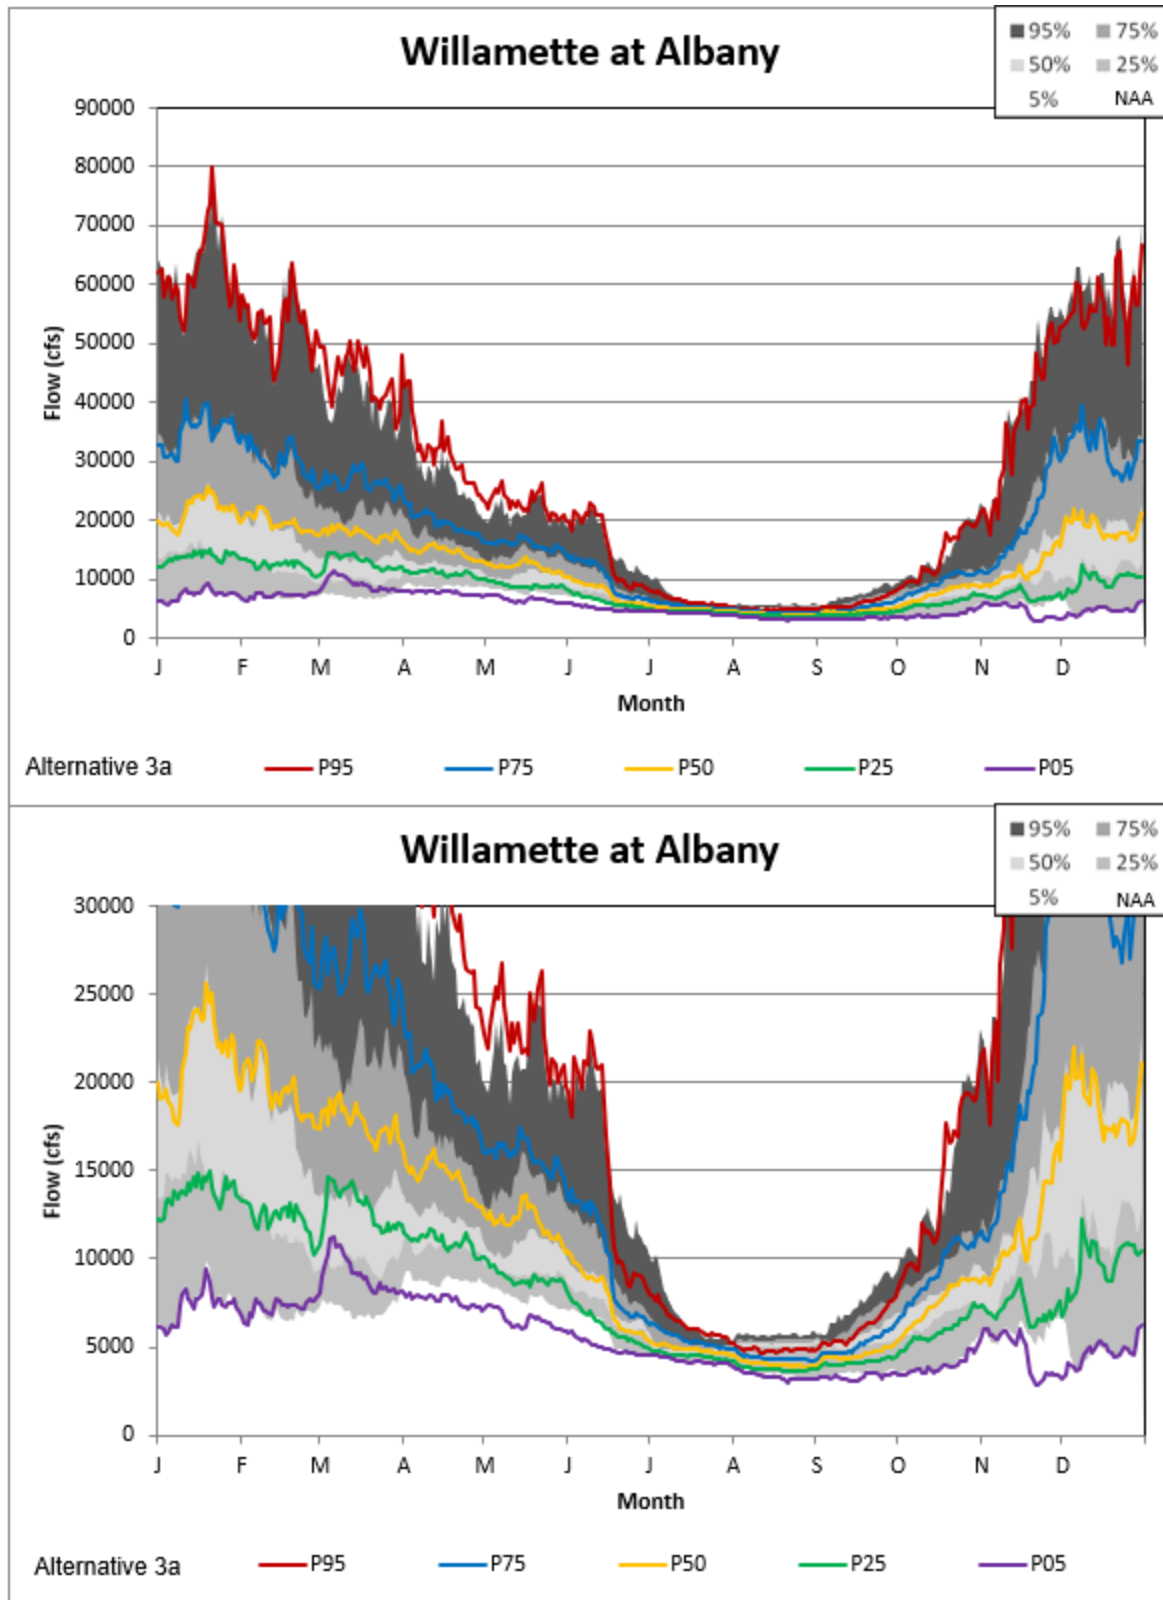 Willamette at Albany
95% 75%
50% 25%
5% NAA
90000
80000
70000
60000
50000
40000
30000
20000
10000
0
Flow (cfs)
J F M A M J J A S O N D
Month
Alternative 3a P95 P75 P50 P25 P05
Willamette at Albany
95% 75%
50% 25%
5% NAA
30000
25000
20000
15000
10000
5000
0
Flow (cfs)
J F M A M J J A S O N D
Month
Alternative 3a P95 P75 P50 P25 P05